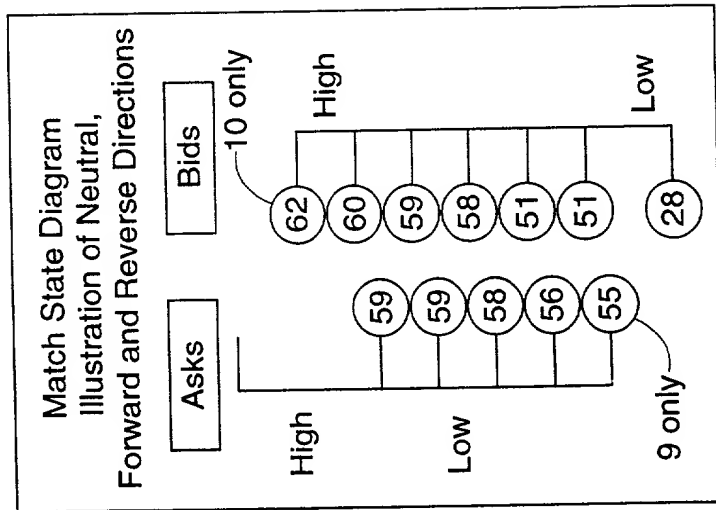 Match State Diagram
Illustration of Neutral,
Forward and Reverse Directions
Asks
Bids
10 only
High
High
62
60
59
59
59
58
58
51
56
51
55
Low
28
Low
9 only